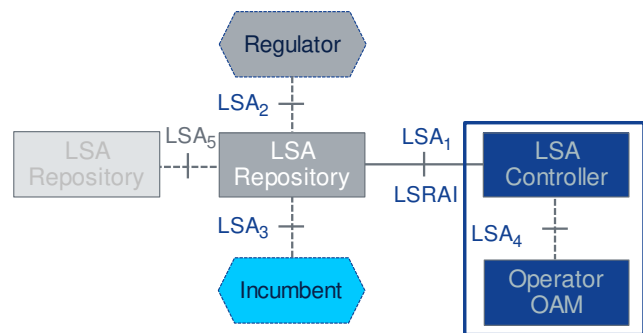 Regulator
LSA₂
LSA₅
LSA₁
LSA
Repository
LSA
Repository
LSA
Controller
LSRAI
LSA₃
LSA₄
Incumbent
Operator
OAM